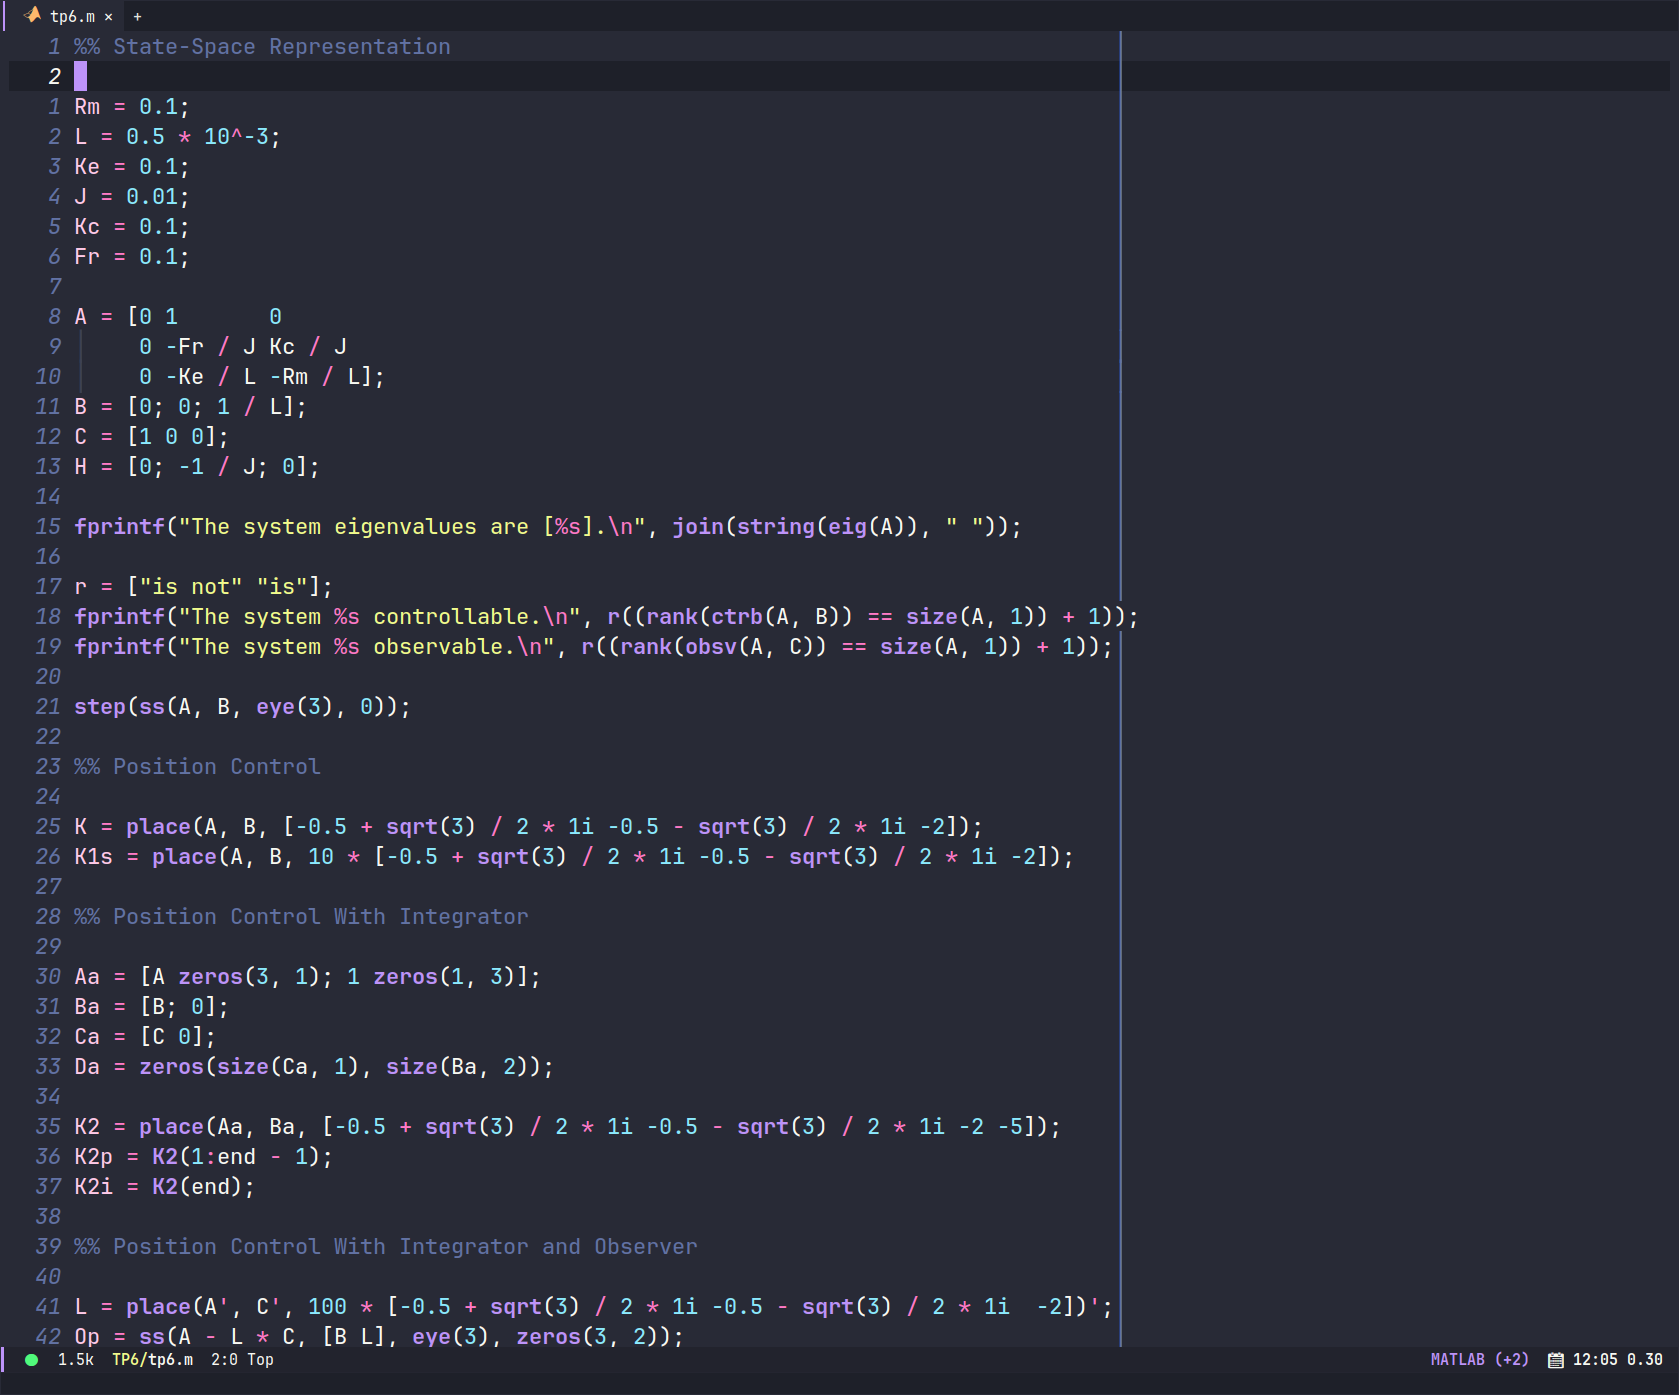 tp6.m × +
1 %% State-Space Representation
2
1 Rm = 0.1;
2 L = 0.5 * 10^-3;
3 Ke = 0.1;
4 J = 0.01;
5 Kc = 0.1;
6 Fr = 0.1;
7
8 A = [0 1       0
9      0 -Fr / J Kc / J
10      0 -Ke / L -Rm / L];
11 B = [0; 0; 1 / L];
12 C = [1 0 0];
13 H = [0; -1 / J; 0];
14
15 fprintf("The system eigenvalues are [%s].\n", join(string(eig(A)), " "));
16
17 r = ["is not" "is"];
18 fprintf("The system %s controllable.\n", r((rank(ctrb(A, B)) == size(A, 1)) + 1));
19 fprintf("The system %s observable.\n", r((rank(obsv(A, C)) == size(A, 1)) + 1));
20
21 step(ss(A, B, eye(3), 0));
22
23 %% Position Control
24
25 K = place(A, B, [-0.5 + sqrt(3) / 2 * 1i -0.5 - sqrt(3) / 2 * 1i -2]);
26 K1s = place(A, B, 10 * [-0.5 + sqrt(3) / 2 * 1i -0.5 - sqrt(3) / 2 * 1i -2]);
27
28 %% Position Control With Integrator
29
30 Aa = [A zeros(3, 1); 1 zeros(1, 3)];
31 Ba = [B; 0];
32 Ca = [C 0];
33 Da = zeros(size(Ca, 1), size(Ba, 2));
34
35 K2 = place(Aa, Ba, [-0.5 + sqrt(3) / 2 * 1i -0.5 - sqrt(3) / 2 * 1i -2 -5]);
36 K2p = K2(1:end - 1);
37 K2i = K2(end);
38
39 %% Position Control With Integrator and Observer
40
41 L = place(A', C', 100 * [-0.5 + sqrt(3) / 2 * 1i -0.5 - sqrt(3) / 2 * 1i  -2])';
42 Op = ss(A - L * C, [B L], eye(3), zeros(3, 2));
1.5k TP6/tp6.m 2:0 Top MATLAB (+2) 12:05 0.30